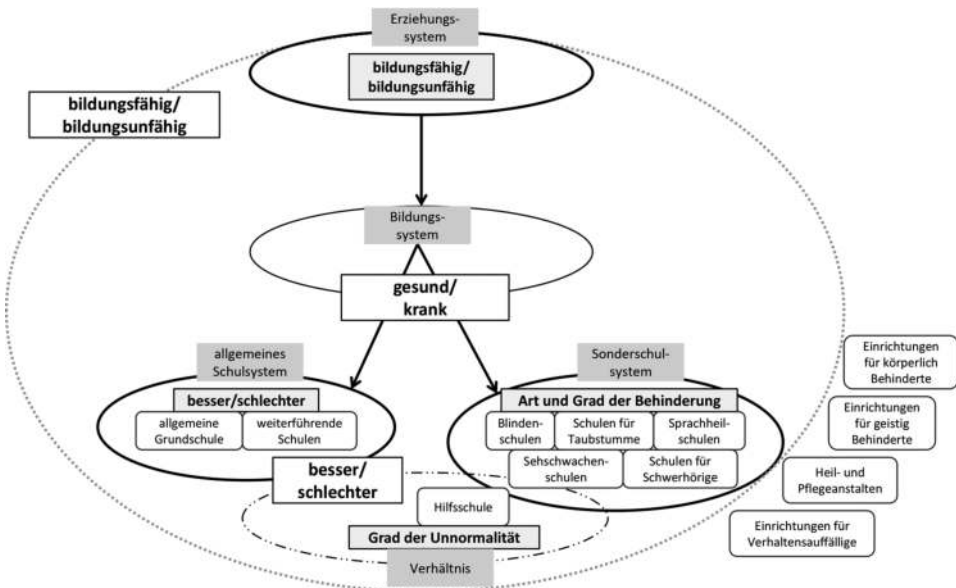 Erziehungs-
system
bildungsfähig/
bildungsunfähig
bildungsfähig/
bildungsunfähig
Bildungs-
system
gesund/
krank
allgemeines
Schulsystem
besser/schlechter
allgemeine
Grundschule
weiterführende
Schulen
besser/
schlechter
Sonderschul-
system
Art und Grad der Behinderung
Blinden-
schulen
Schulen für
Taubstumme
Sprachheil-
schulen
Sehschwachen-
schulen
Schulen für
Schwerhörige
Einrichtungen
für körperlich
Behinderte
Einrichtungen
für geistig
Behinderte
Heil- und
Pflegeanstalten
Einrichtungen für
Verhaltensauffällige
Hilfsschule
Grad der Unnormalität
Verhältnis